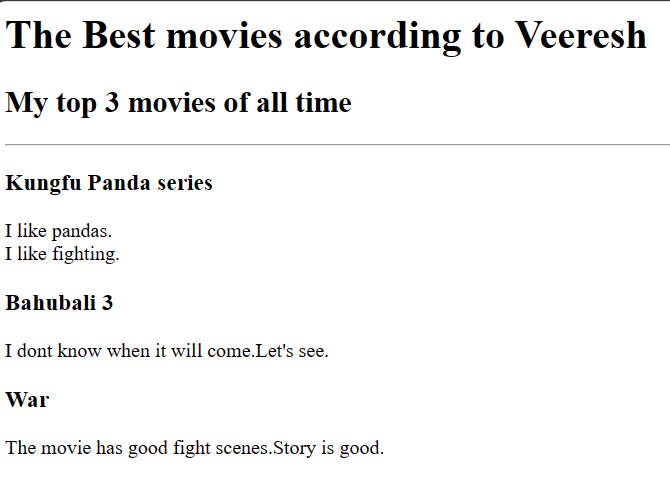 The Best movies according to Veeresh
My top 3 movies of all time
Kungfu Panda series
I like pandas.
I like fighting.
Bahubali 3
I dont know when it will come.Let's see.
War
The movie has good fight scenes.Story is good.